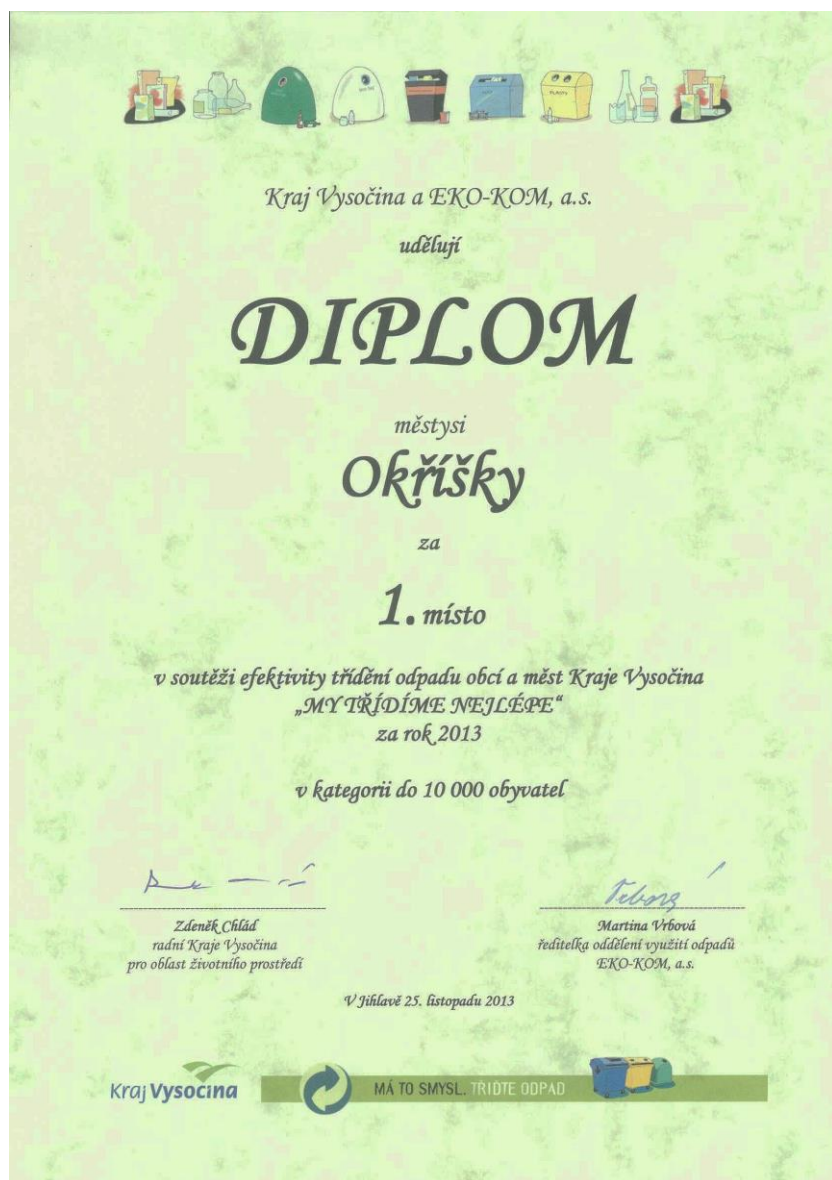 PLASTY
Kraj Vysočina a EKO-KOM, a.s.
udělují
DIPLOM
městysi
Okříšky
za
1. místo
v soutěži efektivity třídění odpadu obcí a měst Kraje Vysočina
„MY TŘÍDÍME NEJLÉPE“
za rok 2013
v kategorii do 10 000 obyvatel
Zdeněk Chlád
radní Kraje Vysočina
pro oblast životního prostředí
Martina Vrbová
ředitelka oddělení využití odpadů
EKO-KOM, a.s.
V Jihlavě 25. listopadu 2013
Kraj Vysočina
MÁ TO SMYSL. TŘIĎTE ODPAD